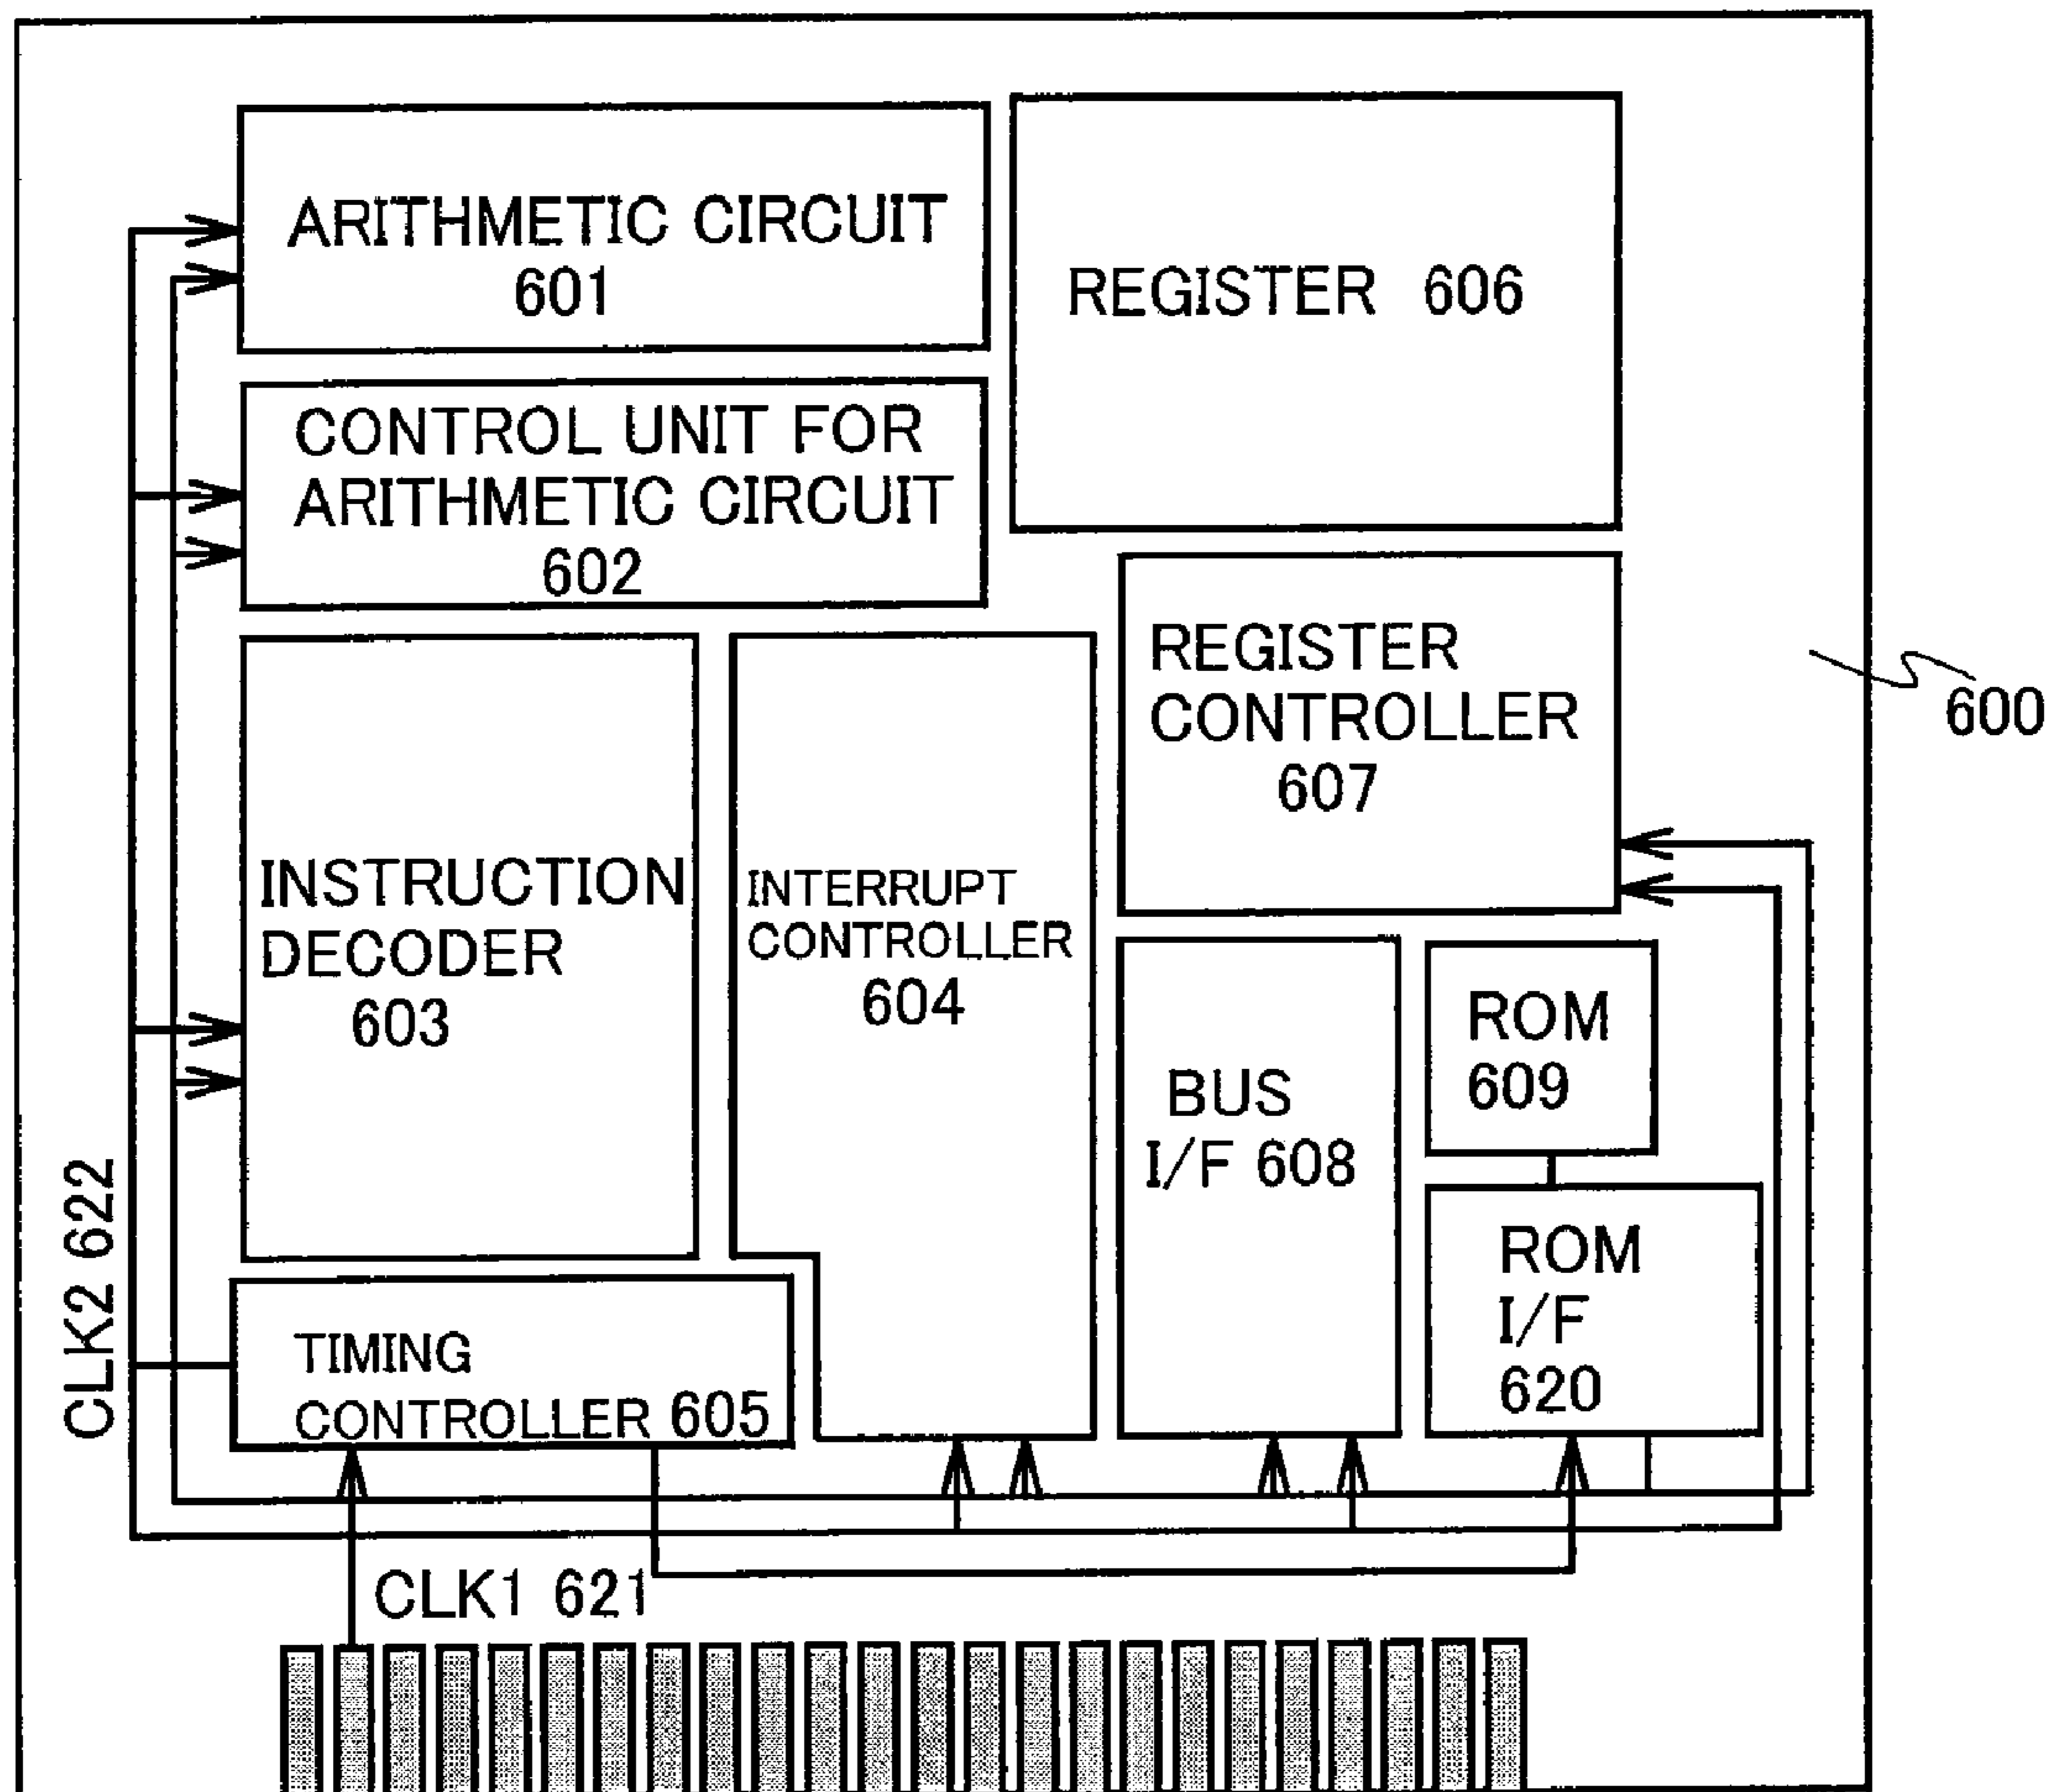 ARITHMETIC CIRCUIT
601
REGISTER 606
CONTROL UNIT FOR
ARITHMETIC CIRCUIT
602
REGISTER
CONTROLLER
607
600
INSTRUCTION
DECODER
603
INTERRUPT
CONTROLLER
604
ROM
609
BUS
I/F 608
ROM
I/F
620
CLK2 622
TIMING
CONTROLLER 605
CLK1 621